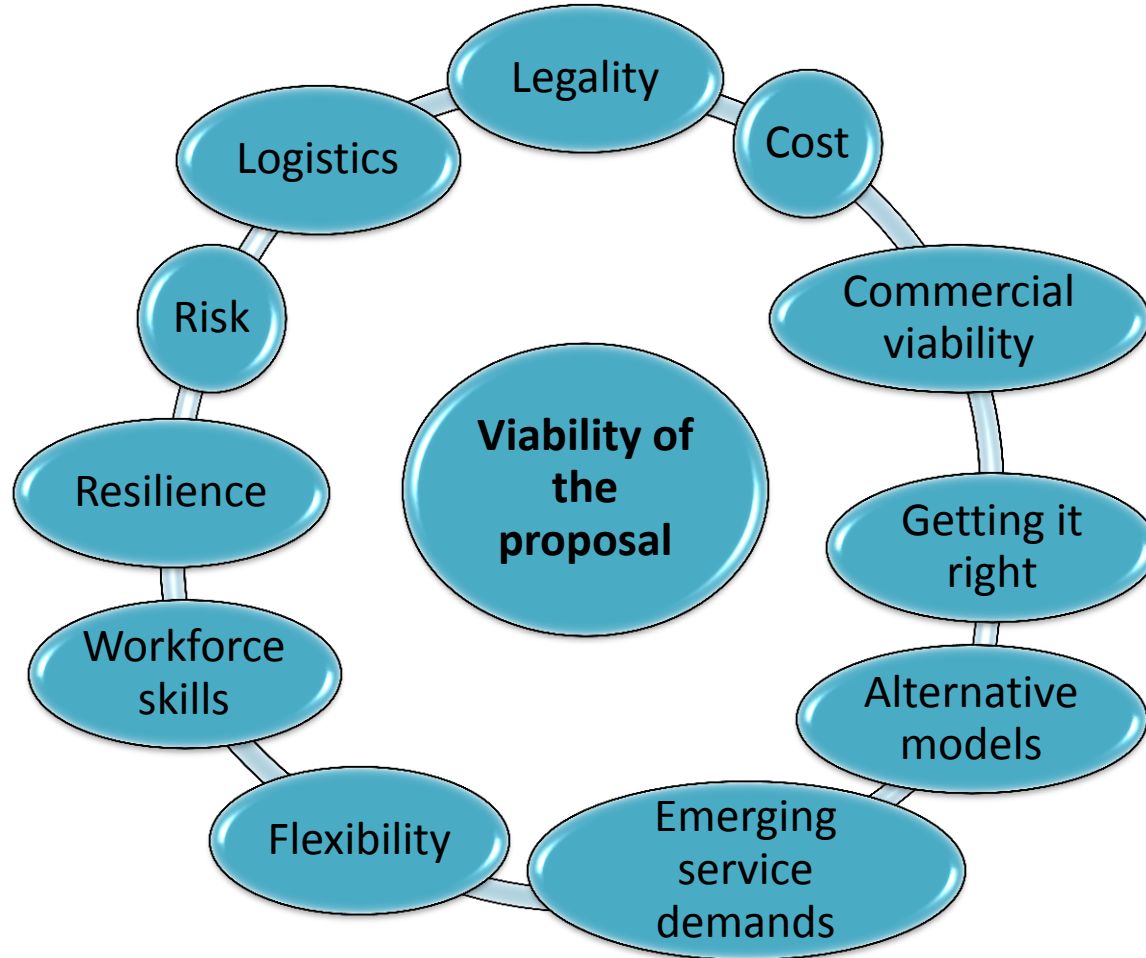 Legality
Cost
Commercial
viability
Getting it
right
Alternative
models
Emerging
service
demands
Flexibility
Workforce
skills
Resilience
Risk
Logistics
Viability of
the
proposal